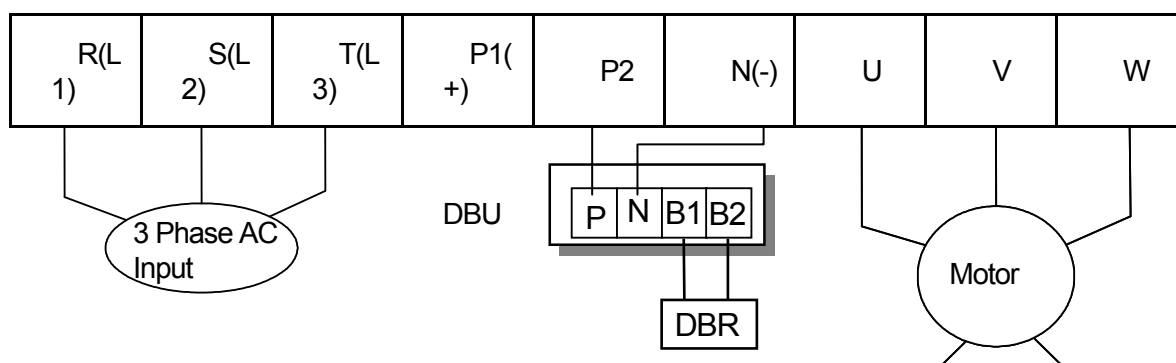 R(L
1)
S(L
2)
T(L
3)
P1(
+)
P2
N(-)
U
V
W
DBU
P N B1 B2
3 Phase AC
Input
Motor
DBR